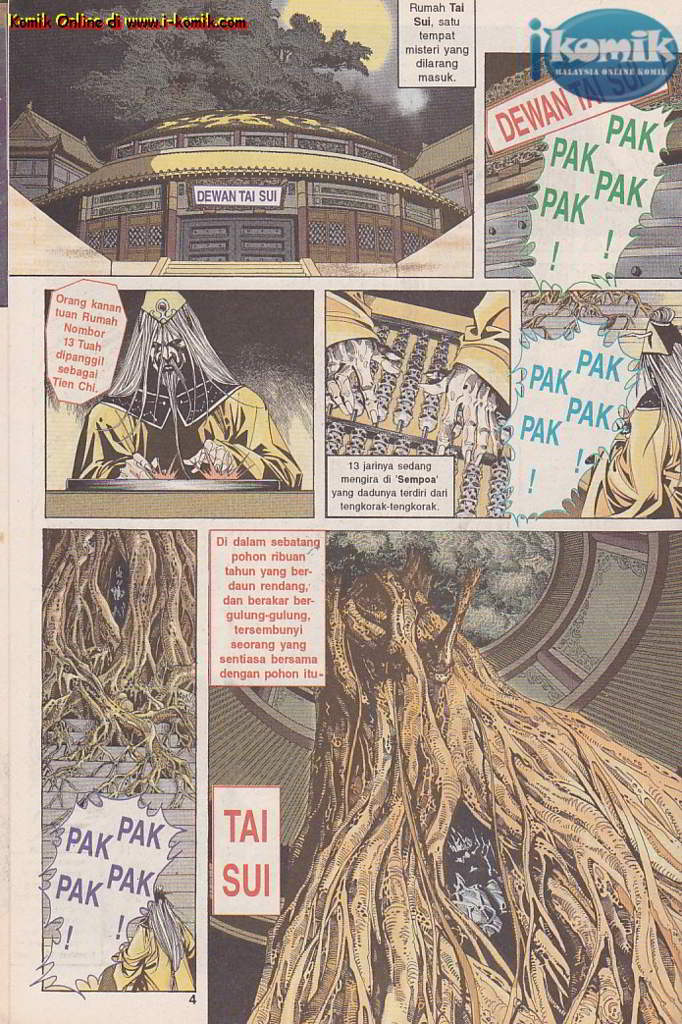 Komik Online di www.i-komik.com
Rumah Tai
Sui, satu
tempat
misteri yang
dilarang
masuk.
ikomik
MALAYSIA ONLINE KOMIK
DEWAN TAI SUI
DEWAN TAI SUI
PAK
PAK
PAK
PAK
!
!
Orang kanan
tuan Rumah
Nombor
13 Tuah
dipanggil
sebagai
Tien Chi.
13 jarinya sedang
mengira di 'Sempoa'
yang dadunya terdiri dari
tengkorak-tengkorak.
PAK
PAK
PAK
PAK
!
!
PAK
PAK
PAK
PAK
!
!
Di dalam sebatang
pohon ribuan
tahun yang ber-
daun rendang,
dan berakar ber-
gulung-gulung,
tersembunyi
seorang yang
sentiasa bersama
dengan pohon itu-
TAI
SUI
4